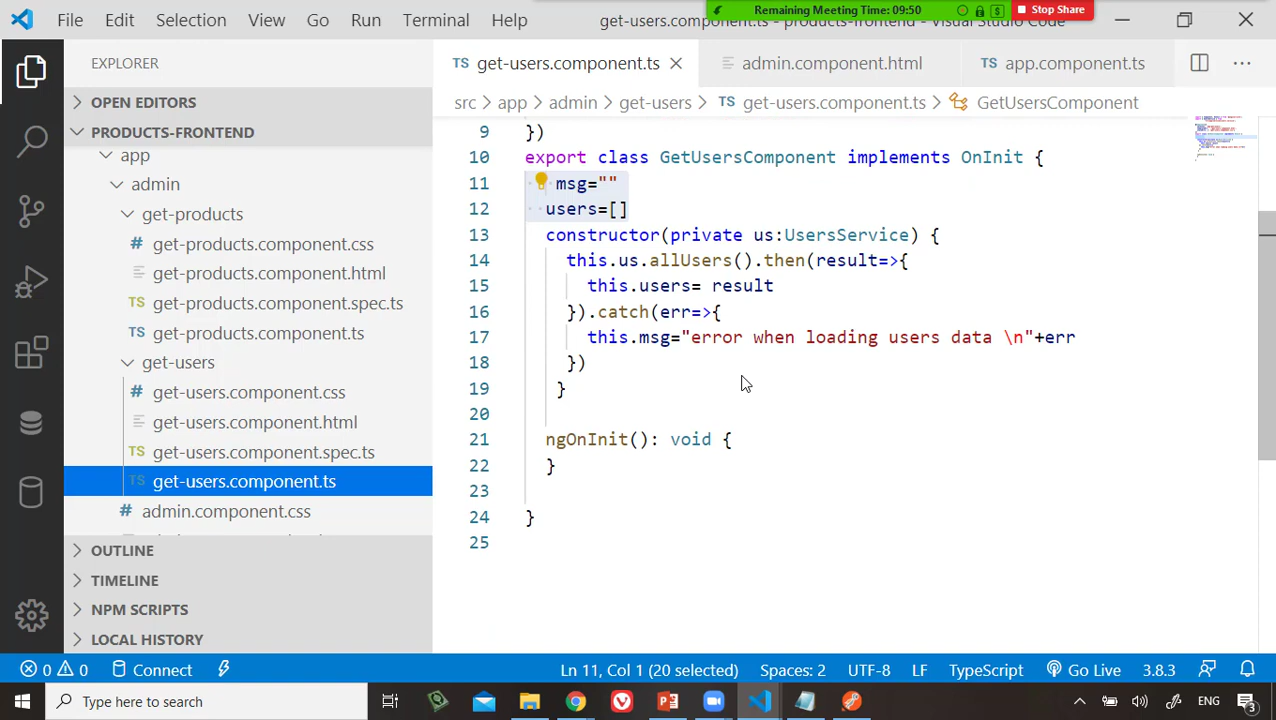 File Edit Selection View Go Run Terminal Help
get-users.component.ts - products-frontend - Visual Studio Code
Remaining Meeting Time: 09:50
Stop Share
EXPLORER
TS get-users.component.ts
admin.component.html
TS app.component.ts
OPEN EDITORS
src > app > admin > get-users > TS get-users.component.ts > GetUsersComponent
PRODUCTS-FRONTEND
app
admin
get-products
# get-products.component.css
get-products.component.html
TS get-products.component.spec.ts
TS get-products.component.ts
get-users
# get-users.component.css
get-users.component.html
TS get-users.component.spec.ts
TS get-users.component.ts
# admin.component.css
OUTLINE
TIMELINE
NPM SCRIPTS
LOCAL HISTORY
9 })
10 export class GetUsersComponent implements OnInit {
11 msg=""
12 users=[]
13 constructor(private us:UsersService) {
14 this.us.allUsers().then(result=>{
15 this.users= result
16 }).catch(err=>{
17 this.msg="error when loading users data \n"+err
18 })
19 }
20
21 ngOnInit(): void {
22 }
23
24 }
25
0 0 Connect
Ln 11, Col 1 (20 selected) Spaces: 2 UTF-8 LF TypeScript Go Live 3.8.3
Type here to search
ENG
3